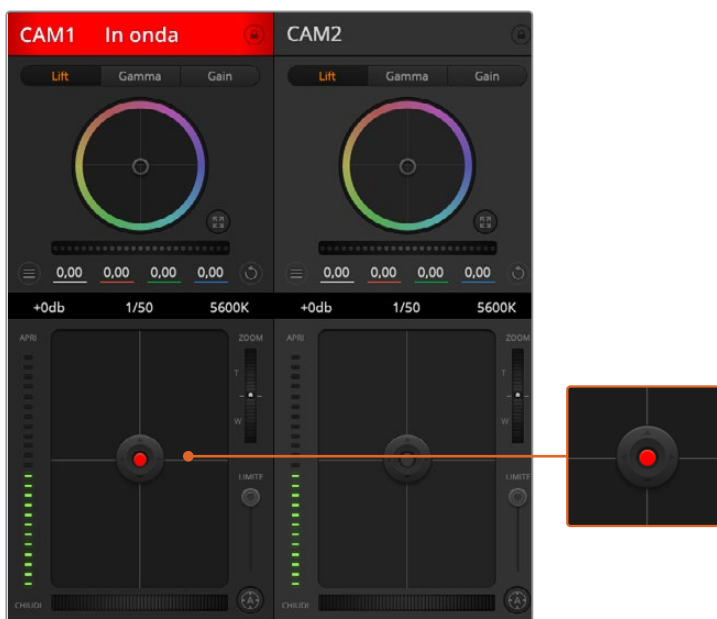 CAM1 In onda CAM2
Lift Gamma Gain Lift Gamma Gain
0,00 0,00 0,00 0,00 0,00 0,00 0,00 0,00
+0db 1/50 5600K +0db 1/50 5600K
APRI ZOOM APRI ZOOM
T T
W W
LIMITE LIMITE
CHIUDI A CHIUDI A